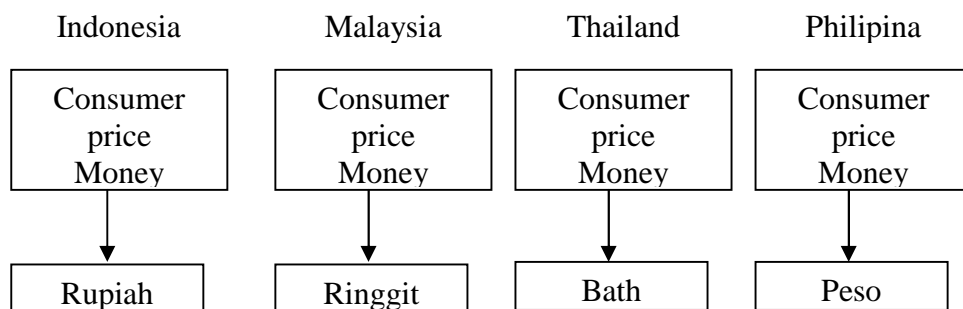 Indonesia
Malaysia
Thailand
Philipina
Consumer
price
Money
Consumer
price
Money
Consumer
price
Money
Consumer
price
Money
Rupiah
Ringgit
Bath
Peso